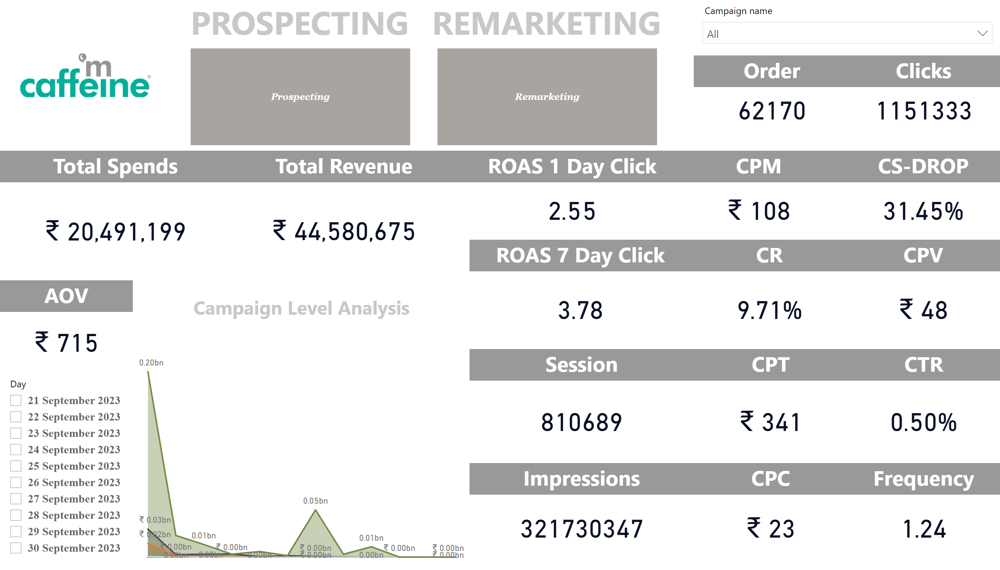 PROSPECTING
REMARKETING
Campaign name
All
'm
caffeine®
Prospecting
Remarketing
Order
Clicks
62170
1151333
Total Spends
Total Revenue
ROAS 1 Day Click
CPM
CS-DROP
₹ 20,491,199
₹ 44,580,675
2.55
₹ 108
31.45%
ROAS 7 Day Click
CR
CPV
AOV
Campaign Level Analysis
3.78
9.71%
₹ 48
₹ 715
Session
CPT
CTR
810689
₹ 341
0.50%
Impressions
CPC
Frequency
321730347
₹ 23
1.24
Day
21 September 2023
22 September 2023
23 September 2023
24 September 2023
25 September 2023
26 September 2023
27 September 2023
28 September 2023
29 September 2023
30 September 2023
0.20bn
0.05bn
₹ 0.03bn
₹ 0.02bn
0.01bn
0.01bn
₹ 0.00bn
₹ 0.00bn
₹ 0.00bn
₹ 0.00bn
₹ 0.00bn
0.00bn
0.00bn
0.00bn
₹ 0.00bn
0.00bn
₹ 0.00bn